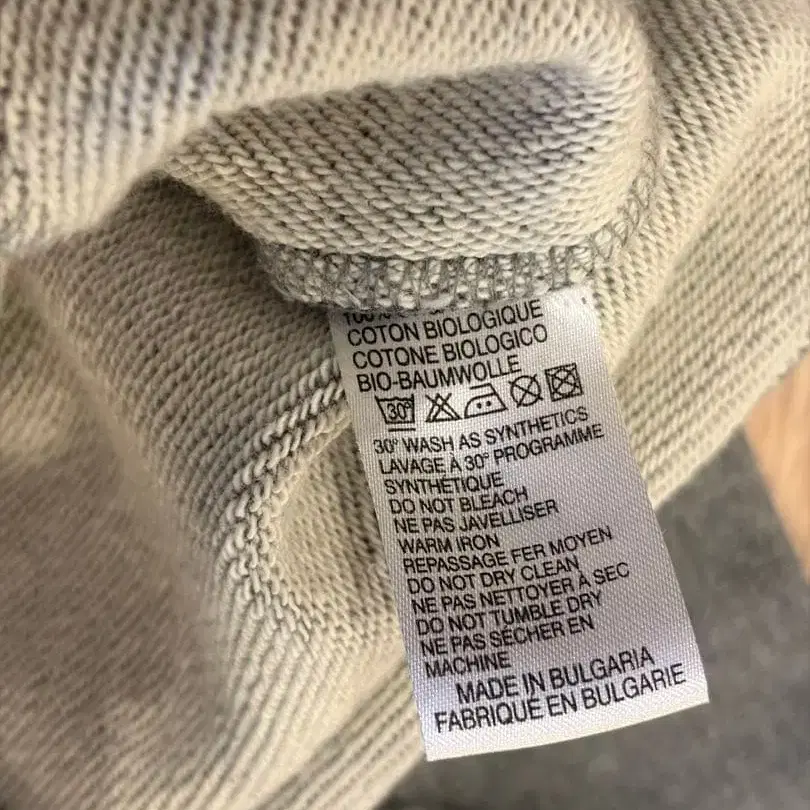 100%
COTON BIOLOGIQUE
COTONE BIOLOGICO
BIO-BAUMWOLLE
30°
30° WASH AS SYNTHETICS
LAVAGE À 30° PROGRAMME
SYNTHÉTIQUE
DO NOT BLEACH
NE PAS JAVELLISER
WARM IRON
REPASSAGE FER MOYEN
DO NOT DRY CLEAN
NE PAS NETTOYER À SEC
DO NOT TUMBLE DRY
NE PAS SÉCHER EN
MACHINE
MADE IN BULGARIA
FABRIQUÉ EN BULGARIE